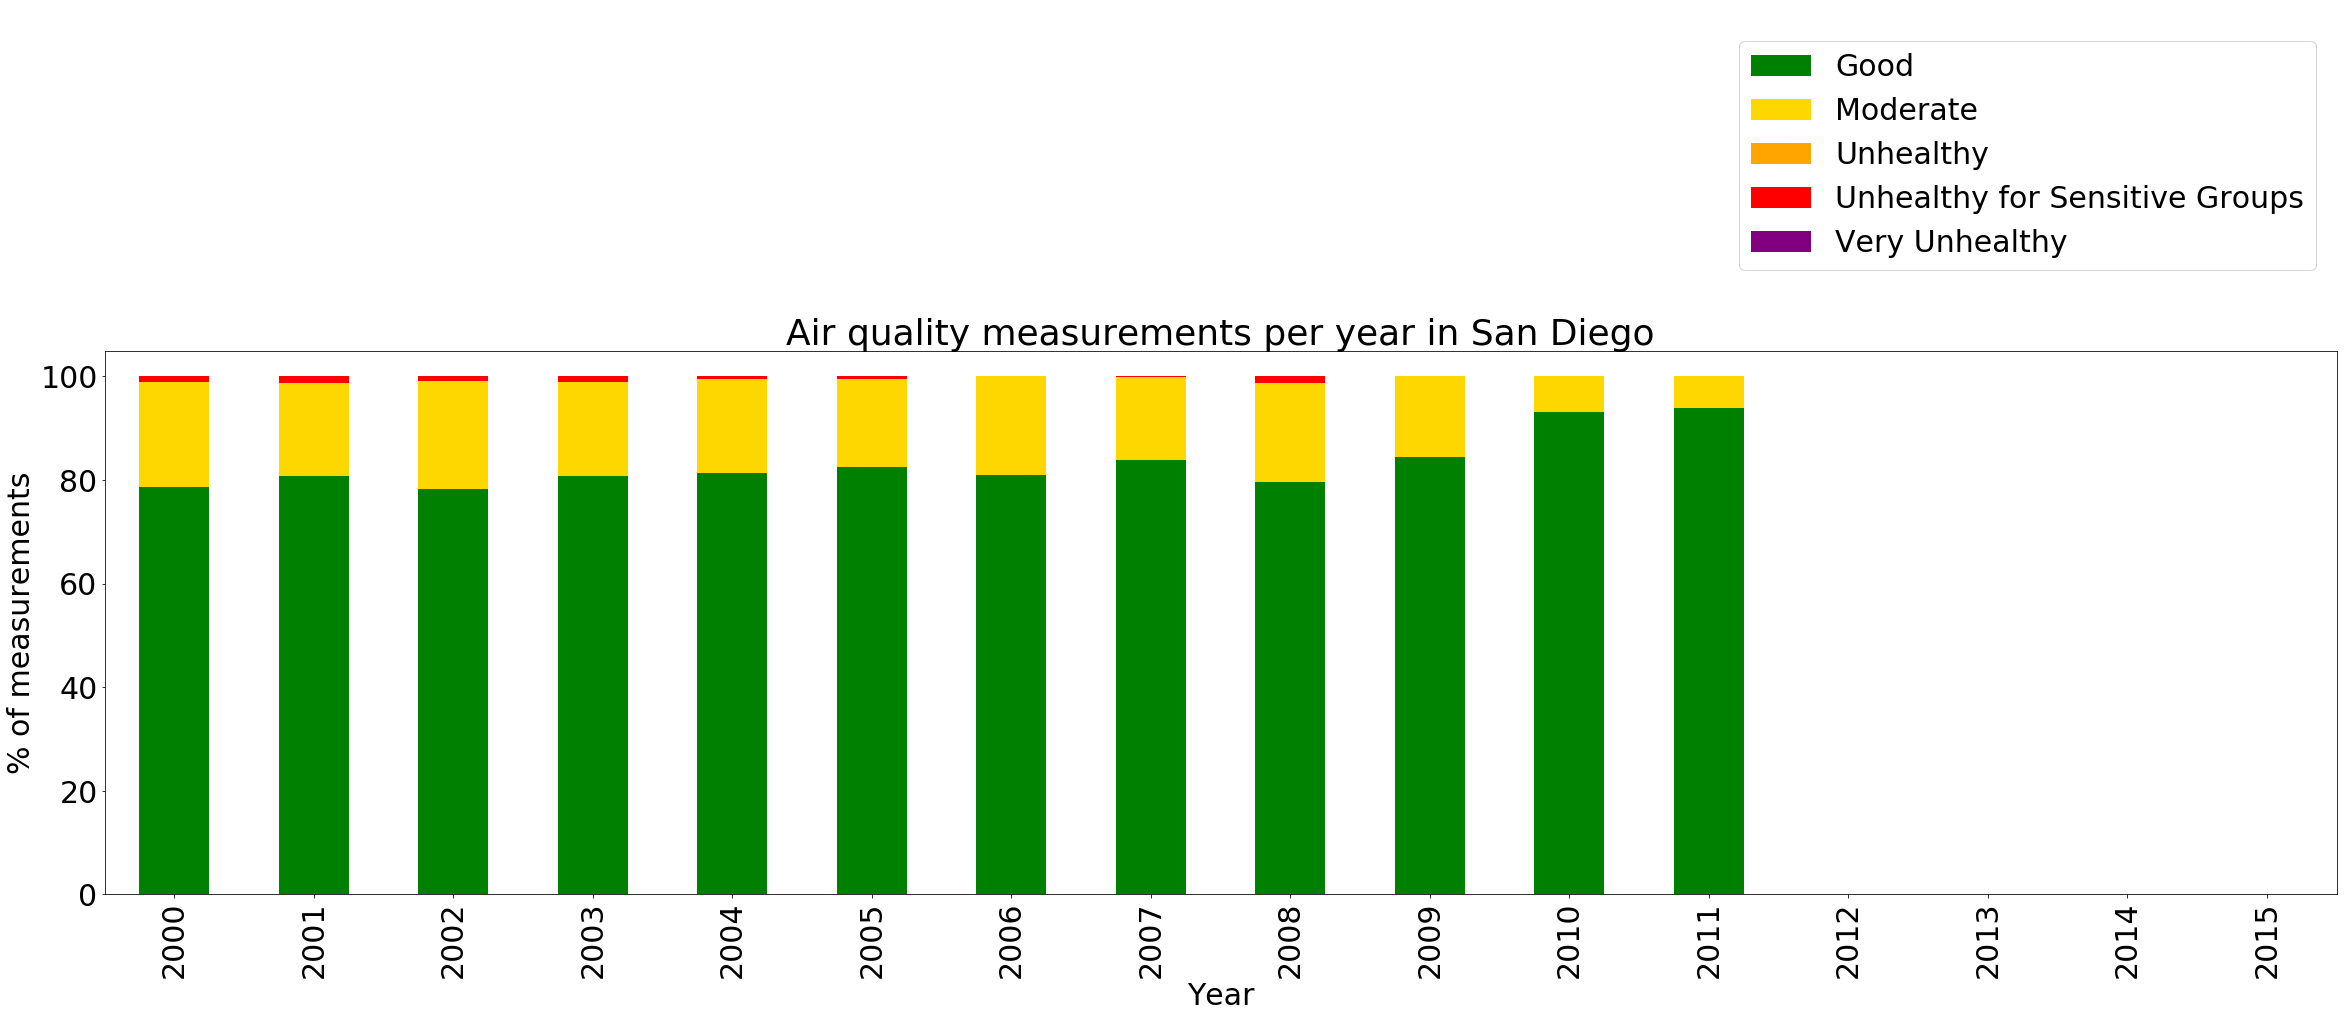 Good
Moderate
Unhealthy
Unhealthy for Sensitive Groups
Very Unhealthy
Air quality measurements per year in San Diego
100
80
60
40
20
0
% of measurements
2000
2001
2002
2003
2004
2005
2006
2007
2008
2009
2010
2011
2012
2013
2014
2015
Year